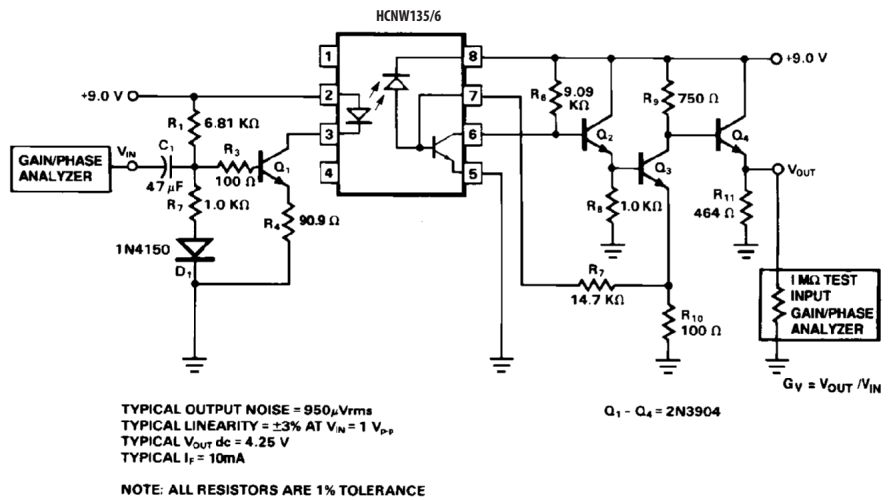 HCNW135/6
1
8
+9.0 V
+9.0 V
2
7
R6 9.09 KΩ
R9 750 Ω
R1 6.81 KΩ
3
6
Q2
Q4
GAIN/PHASE
ANALYZER
VIN
C1
47 μF
R3
100 Ω
Q1
4
5
Q3
VOUT
R7 1.0 KΩ
R4 90.9 Ω
R8 1.0 KΩ
R11
464 Ω
1N4150
D1
R7
14.7 KΩ
R10
100 Ω
1 MΩ TEST
INPUT
GAIN/PHASE
ANALYZER
GV = VOUT /VIN
TYPICAL OUTPUT NOISE = 950μVrms
TYPICAL LINEARITY = ±3% AT VIN = 1 Vp-p
TYPICAL VOUT dc = 4.25 V
TYPICAL IF = 10mA
Q1 - Q4 = 2N3904
NOTE: ALL RESISTORS ARE 1% TOLERANCE